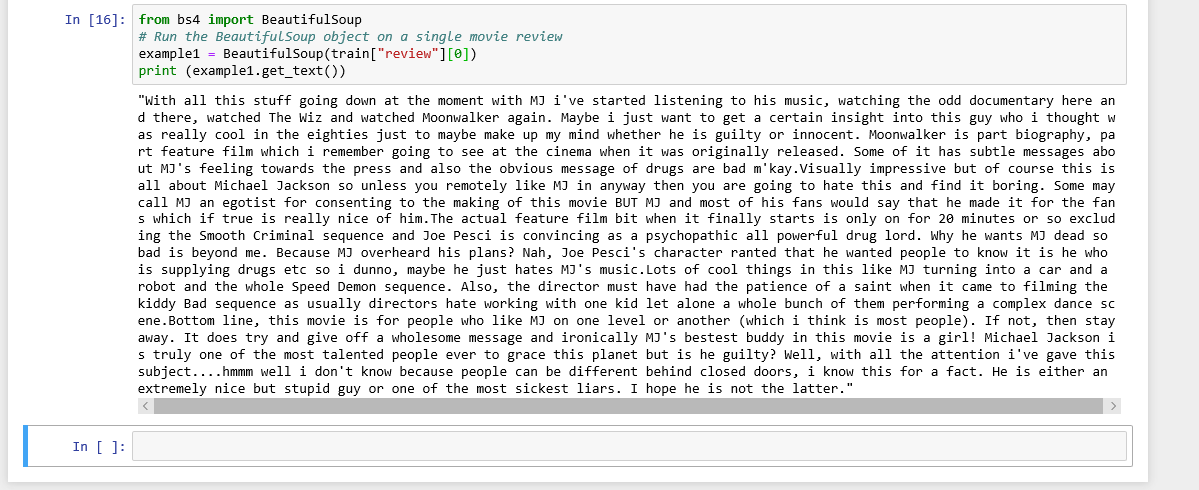 In [16]: from bs4 import BeautifulSoup
# Run the BeautifulSoup object on a single movie review
example1 = BeautifulSoup(train["review"][0])
print (example1.get_text())
"With all this stuff going down at the moment with MJ i've started listening to his music, watching the odd documentary here an
d there, watched The Wiz and watched Moonwalker again. Maybe i just want to get a certain insight into this guy who i thought w
as really cool in the eighties just to maybe make up my mind whether he is guilty or innocent. Moonwalker is part biography, pa
rt feature film which i remember going to see at the cinema when it was originally released. Some of it has subtle messages abo
ut MJ's feeling towards the press and also the obvious message of drugs are bad m'kay.Visually impressive but of course this is
all about Michael Jackson so unless you remotely like MJ in anyway then you are going to hate this and find it boring. Some may
call MJ an egotist for consenting to the making of this movie BUT MJ and most of his fans would say that he made it for the fan
s which if true is really nice of him.The actual feature film bit when it finally starts is only on for 20 minutes or so exclud
ing the Smooth Criminal sequence and Joe Pesci is convincing as a psychopathic all powerful drug lord. Why he wants MJ dead so
bad is beyond me. Because MJ overheard his plans? Nah, Joe Pesci's character ranted that he wanted people to know it is he who
is supplying drugs etc so i dunno, maybe he just hates MJ's music.Lots of cool things in this like MJ turning into a car and a
robot and the whole Speed Demon sequence. Also, the director must have had the patience of a saint when it came to filming the
kiddy Bad sequence as usually directors hate working with one kid let alone a whole bunch of them performing a complex dance sc
ene.Bottom line, this movie is for people who like MJ on one level or another (which i think is most people). If not, then stay
away. It does try and give off a wholesome message and ironically MJ's bestest buddy in this movie is a girl! Michael Jackson i
s truly one of the most talented people ever to grace this planet but is he guilty? Well, with all the attention i've gave this
subject....hmmm well i don't know because people can be different behind closed doors, i know this for a fact. He is either an
extremely nice but stupid guy or one of the most sickest liars. I hope he is not the latter."
In [ ]: